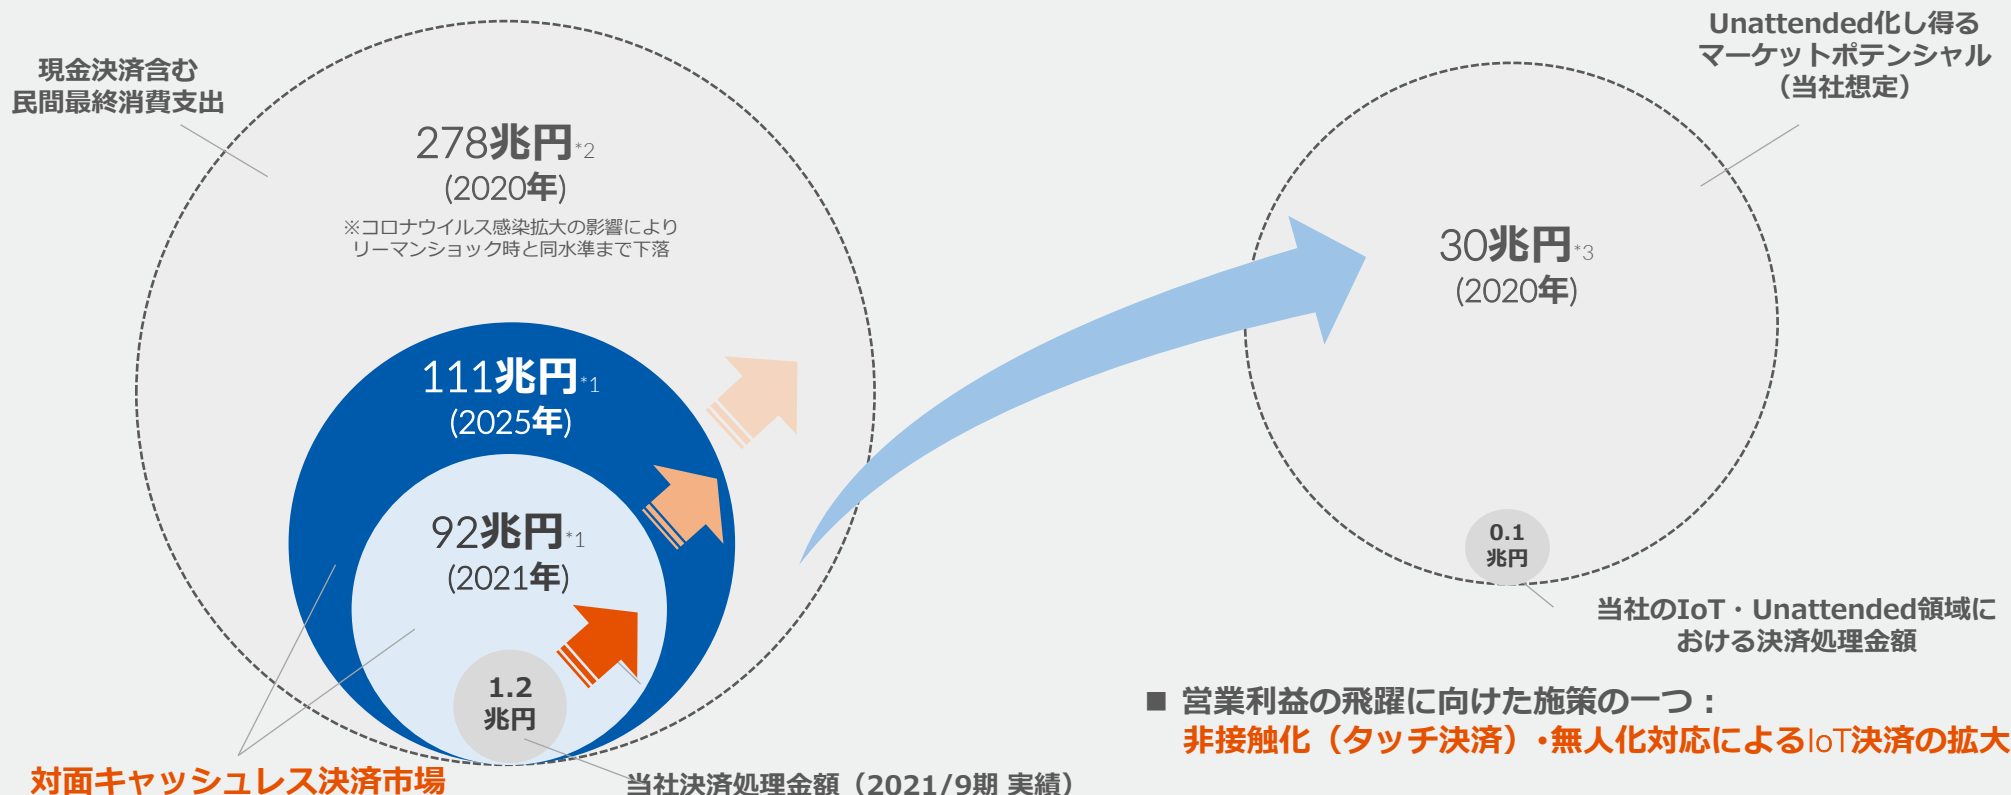 現金決済含む
民間最終消費支出
278兆円*2
(2020年)
※コロナウイルス感染拡大の影響により
リーマンショック時と同水準まで下落
111兆円*1
(2025年)
92兆円*1
(2021年)
1.2
兆円
対面キャッシュレス決済市場
当社決済処理金額（2021/9期 実績）
Unattended化し得る
マーケットポテンシャル
（当社想定）
30兆円*3
(2020年)
0.1
兆円
当社のIoT・Unattended領域に
おける決済処理金額
■ 営業利益の飛躍に向けた施策の一つ：
非接触化（タッチ決済）・無人化対応によるIoT決済の拡大